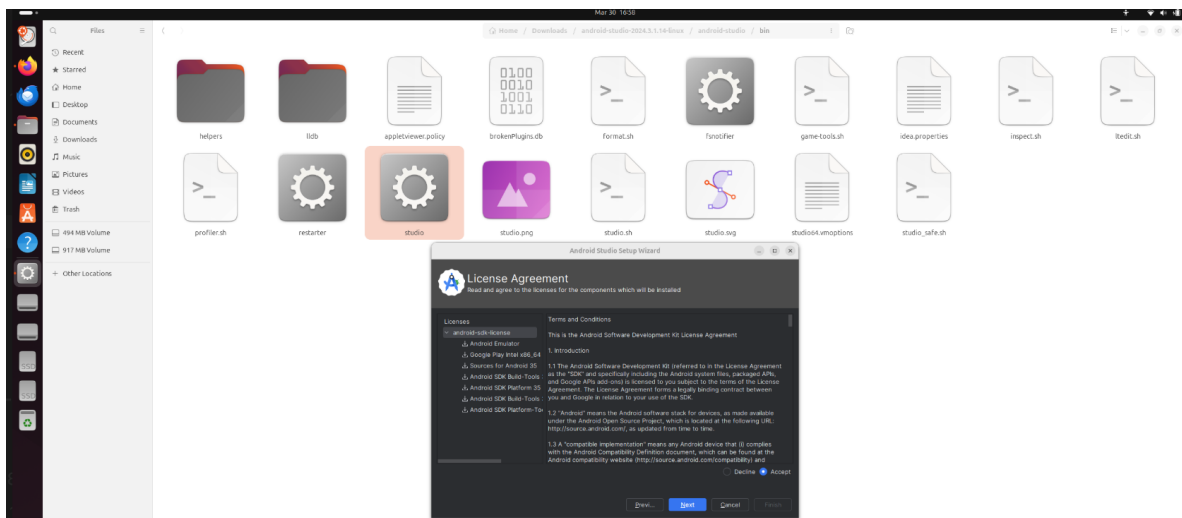 Mar 30 16:58
Files
Home / Downloads / android-studio-2024.3.1.14-linux / android-studio / bin
Recent
Starred
Home
Desktop
Documents
Downloads
Music
Pictures
Videos
Trash
494 MB Volume
917 MB Volume
+ Other Locations
0100
0010
1001
0110
helpers
lldb
appletviewer.policy
brokenPlugins.db
format.sh
fsnotifier
game-tools.sh
idea.properties
inspect.sh
ltedit.sh
profiler.sh
restarter
studio
studio.png
studio.sh
studio.svg
studio64.vmoptions
studio_safe.sh
Android Studio Setup Wizard
License Agreement
Read and agree to the licenses for the components which will be installed
Licenses
android-sdk-license
Android Emulator
Google Play Intel x86_64
Sources for Android 35
Android SDK Build-Tools
Android SDK Platform 35
Android SDK Build-Tools
Android SDK Platform-To
Terms and Conditions
This is the Android Software Development Kit License Agreement
1. Introduction
1.1 The Android Software Development Kit (referred to in the License Agreement
as the "SDK" and specifically including the Android system files, packaged APIs,
and Google APIs add-ons) is licensed to you subject to the terms of the License
Agreement. The License Agreement forms a legally binding contract between
you and Google in relation to your use of the SDK.
1.2 "Android" means the Android software stack for devices, as made available
under the Android Open Source Project, which is located at the following URL:
http://source.android.com/, as updated from time to time.
1.3 A "compatible implementation" means any Android device that (i) complies
with the Android Compatibility Definition document, which can be found at the
Android compatibility website (http://source.android.com/compatibility) and
Decline
Accept
Previ...
Next
Cancel
Finish